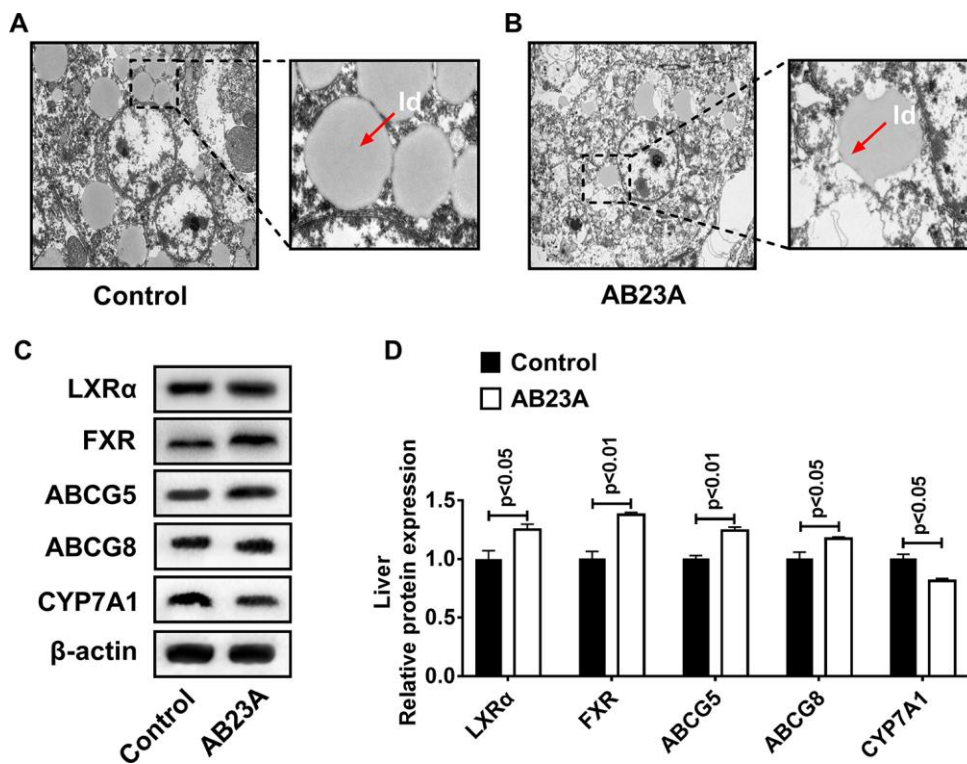 A
B
ld
ld
Control
AB23A
C
D
LXRα
FXR
ABCG5
ABCG8
CYP7A1
β-actin
Control
AB23A
Control
AB23A
Liver
Relative protein expression
1.5
1.0
0.5
0.0
p<0.05
p<0.01
p<0.01
p<0.05
p<0.05
LXRα
FXR
ABCG5
ABCG8
CYP7A1